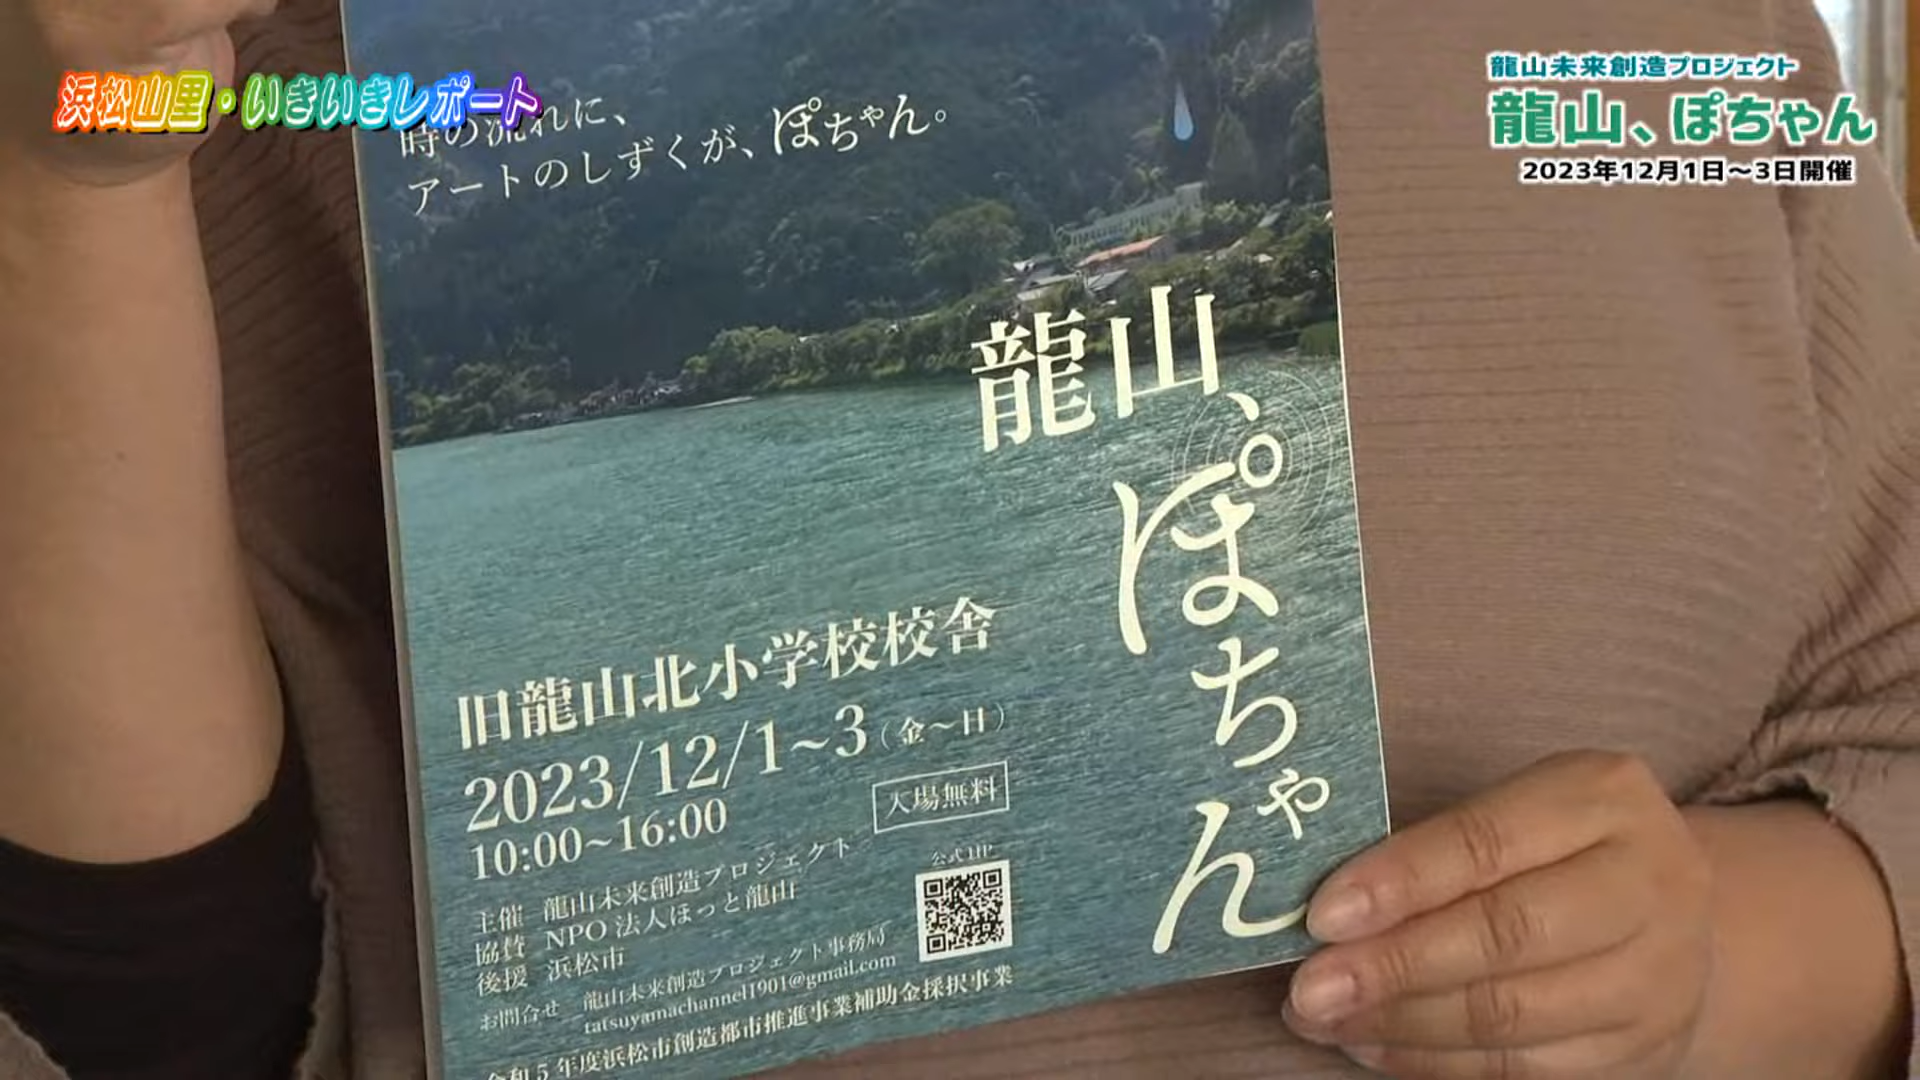 浜松山里・いきいきレポート
龍山未来創造プロジェクト
龍山、ぽちゃん
2023年12月1日～3日開催
時の流れに、
アートのしずくが、ぽちゃん。
龍山、
ぽちゃん
旧龍山北小学校校舎
2023/12/1~3(金～日)
10:00~16:00
入場無料
公式HP
主催 龍山未来創造プロジェクト
協賛 NPO法人ほっと龍山
後援 浜松市
お問合せ 龍山未来創造プロジェクト事務局
tatsuyamachannel1901@gmail.com
令和5年度浜松市創造都市推進事業補助金採択事業